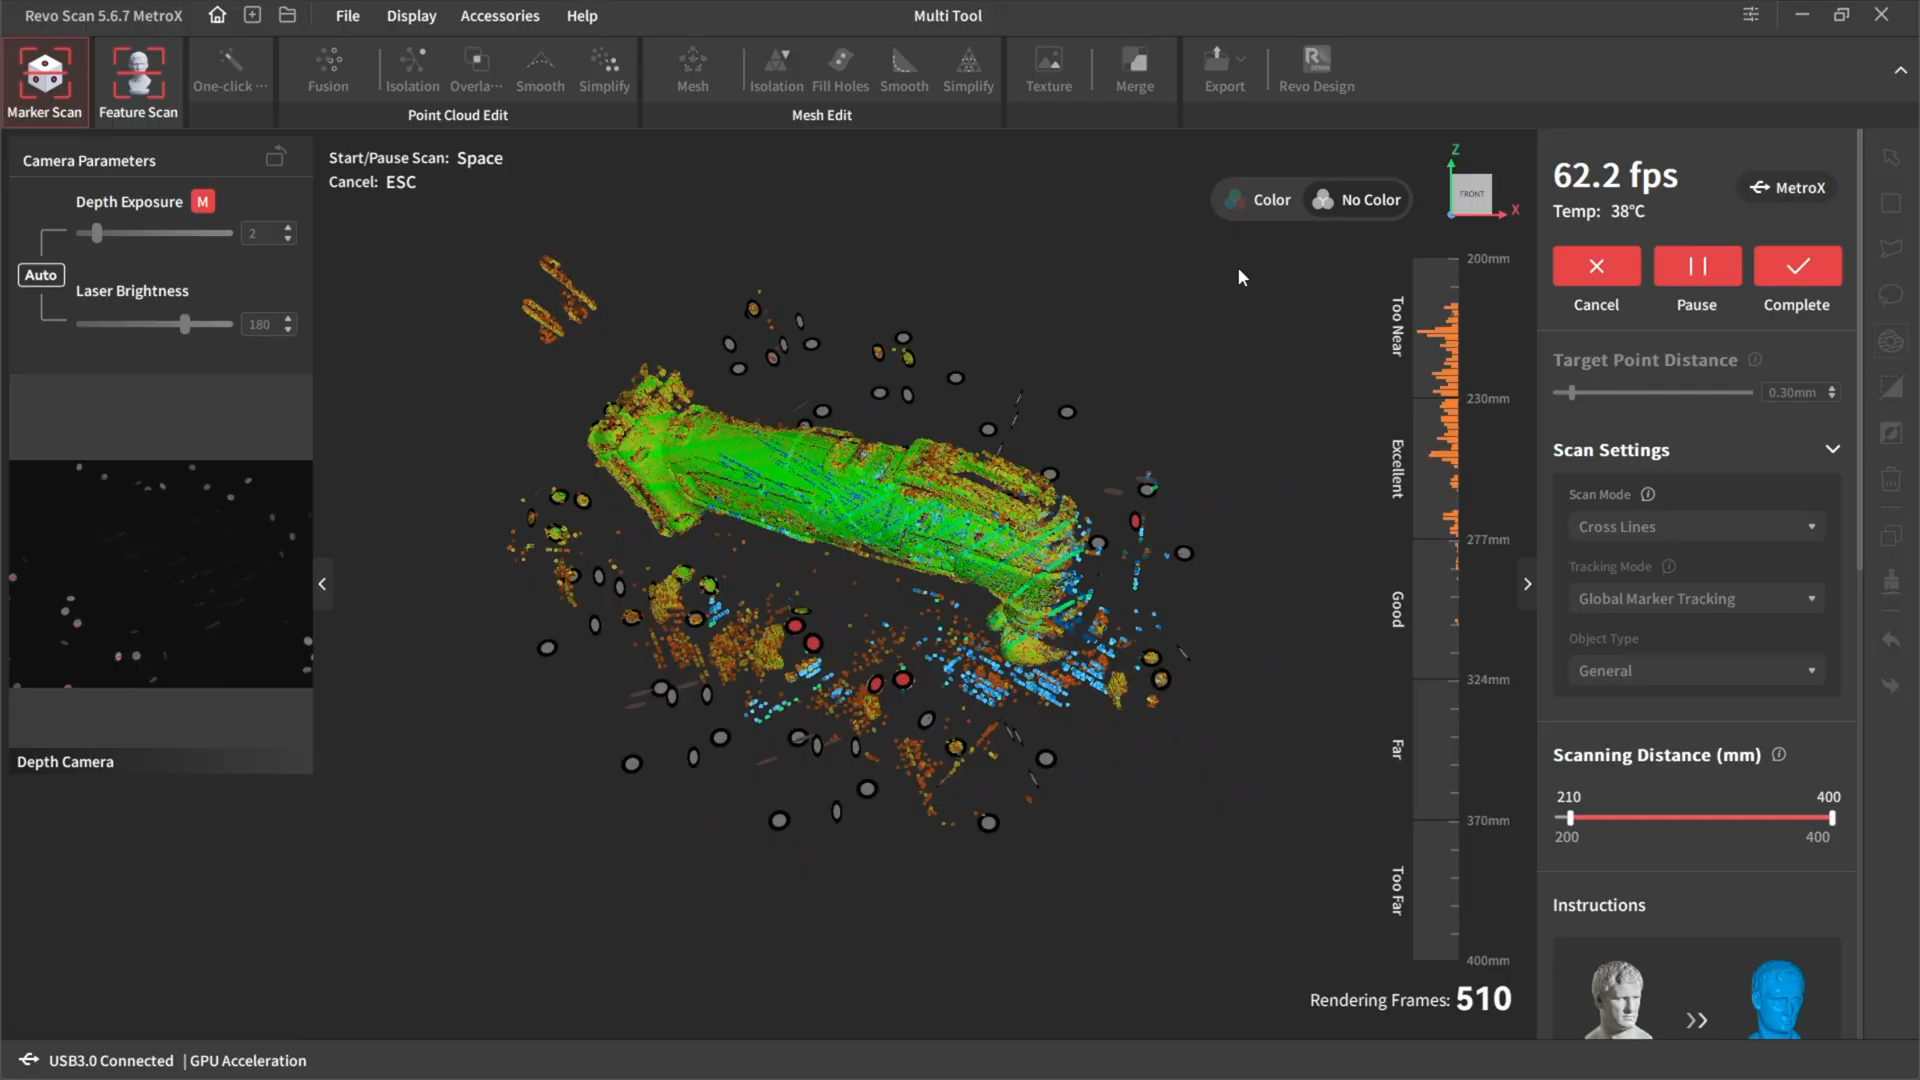 Revo Scan 5.6.7 MetroX
File
Display
Accessories
Help
Multi Tool
Marker Scan
Feature Scan
One-click ···
Fusion
Isolation
Overla···
Smooth
Simplify
Point Cloud Edit
Mesh
Isolation
Fill Holes
Smooth
Simplify
Mesh Edit
Texture
Merge
Export
Revo Design
Camera Parameters
Depth Exposure M
2
Auto
Laser Brightness
180
Depth Camera
Start/Pause Scan: Space
Cancel: ESC
Color
No Color
Z
FRONT
X
200mm
Too Near
230mm
Excellent
277mm
Good
324mm
Far
370mm
Too Far
400mm
Rendering Frames: 510
62.2 fps
MetroX
Temp: 38°C
Cancel
Pause
Complete
Target Point Distance
0.30mm
Scan Settings
Scan Mode
Cross Lines
Tracking Mode
Global Marker Tracking
Object Type
General
Scanning Distance (mm)
210
400
200
400
Instructions
USB3.0 Connected | GPU Acceleration